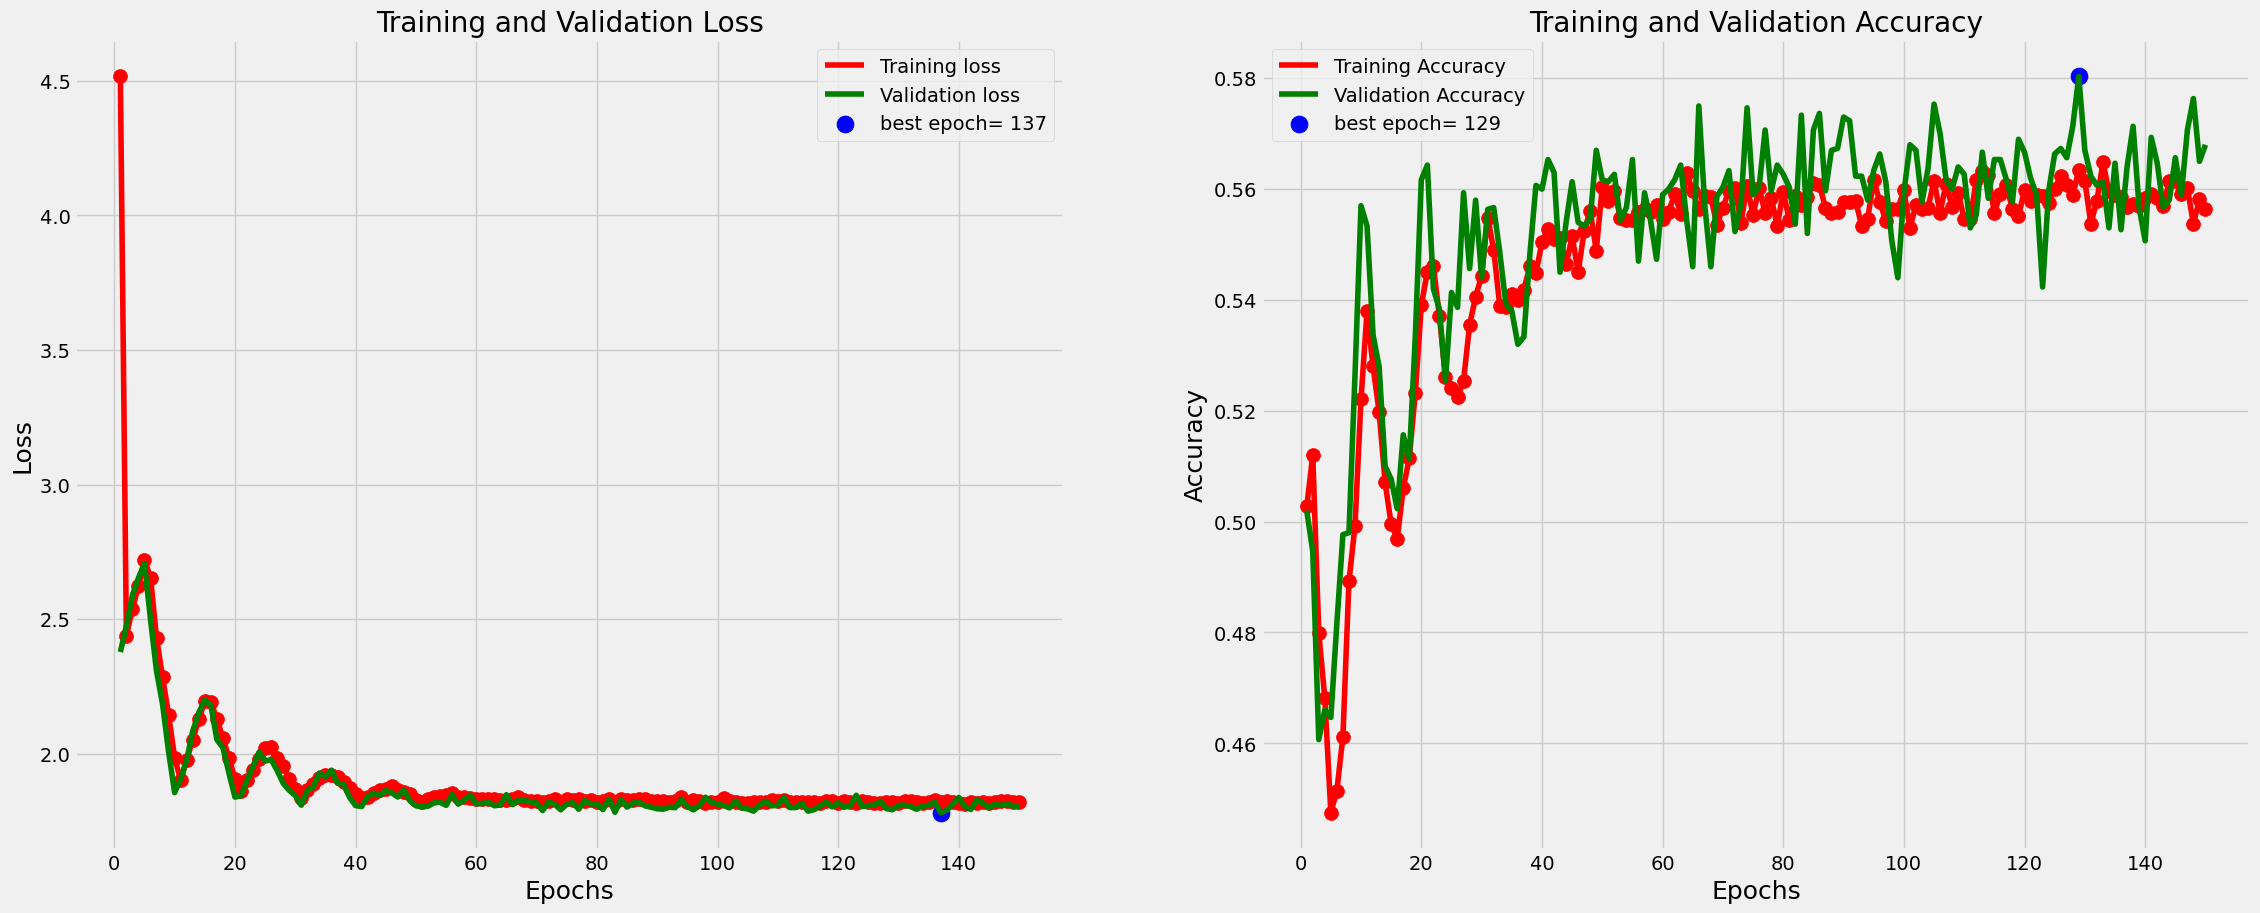 Training and Validation Loss
Training loss
Validation loss
best epoch= 137
4.5
4.0
3.5
3.0
2.5
2.0
Loss
0 20 40 60 80 100 120 140
Epochs
Training and Validation Accuracy
Training Accuracy
Validation Accuracy
best epoch= 129
0.58
0.56
0.54
0.52
0.50
0.48
0.46
Accuracy
0 20 40 60 80 100 120 140
Epochs